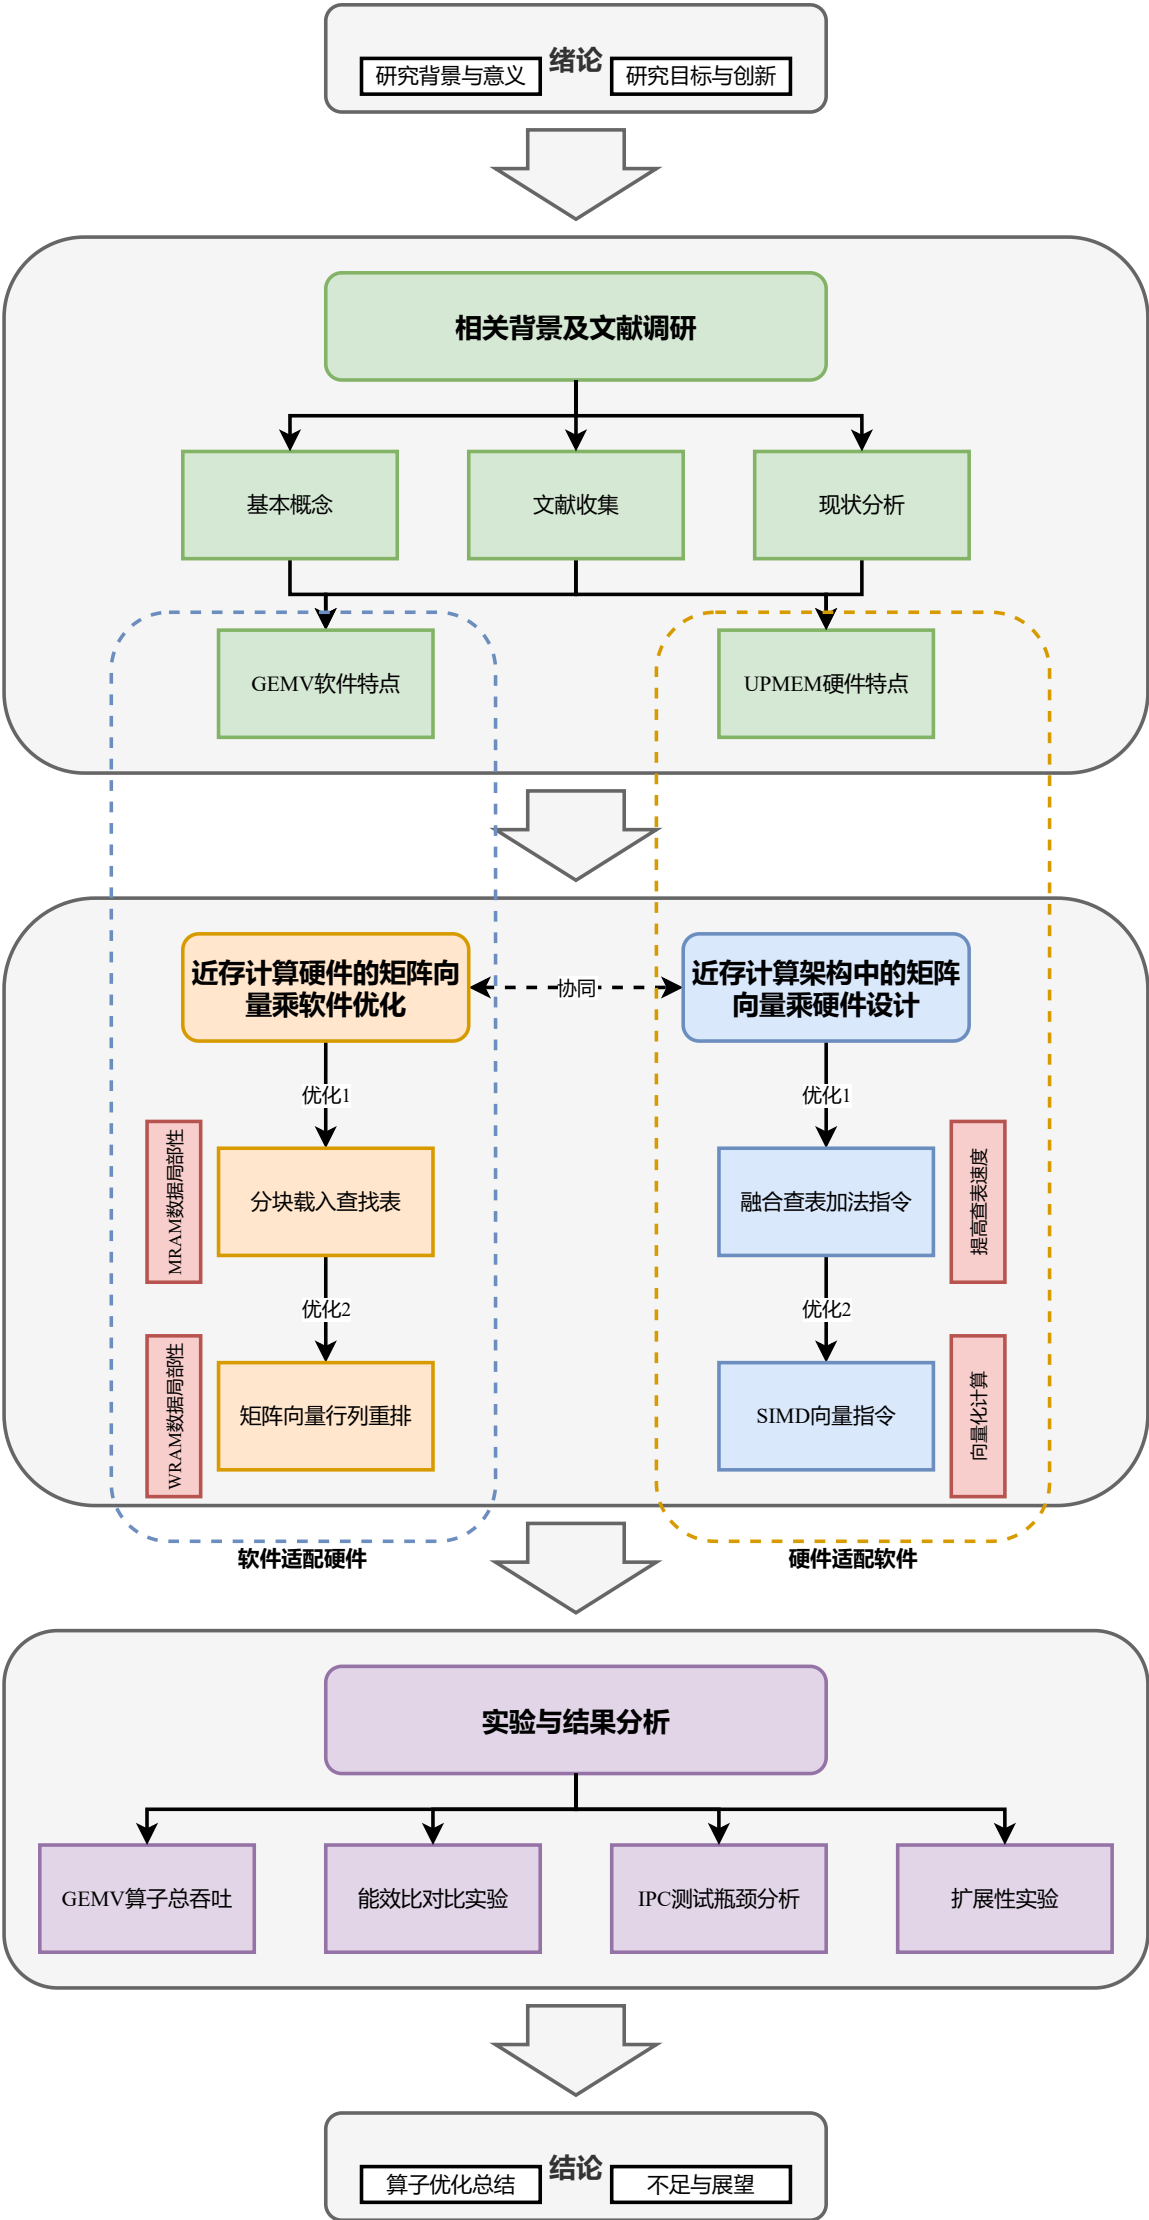 绪论
研究背景与意义
研究目标与创新
相关背景及文献调研
基本概念
文献收集
现状分析
GEMV软件特点
UPMEM硬件特点
近存计算硬件的矩阵向
量乘软件优化
协同
近存计算架构中的矩阵
向量乘硬件设计
优化1
优化1
MRAM数据局部性
分块载入查找表
融合查表加法指令
提高查表速度
优化2
优化2
WRAM数据局部性
矩阵向量行列重排
SIMD向量指令
向量化计算
软件适配硬件
硬件适配软件
实验与结果分析
GEMV算子总吞吐
能效比对比实验
IPC测试瓶颈分析
扩展性实验
结论
算子优化总结
不足与展望